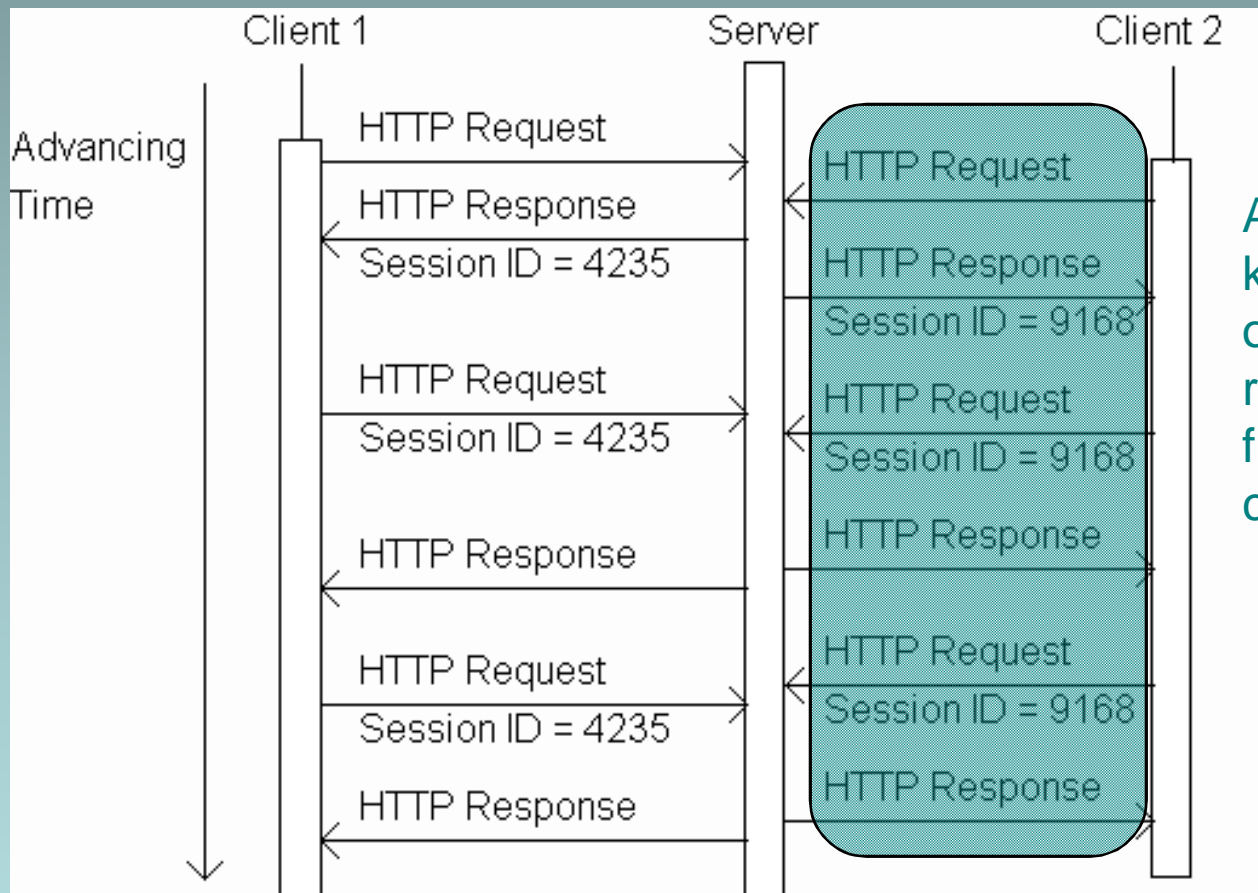 Client 1
Server
Client 2
Advancing
Time
HTTP Request
HTTP Response
Session ID = 4235
HTTP Request
Session ID = 4235
HTTP Response
HTTP Request
Session ID = 4235
HTTP Response
HTTP Request
HTTP Response
Session ID = 9168
HTTP Request
Session ID = 9168
HTTP Response
HTTP Request
Session ID = 9168
HTTP Response